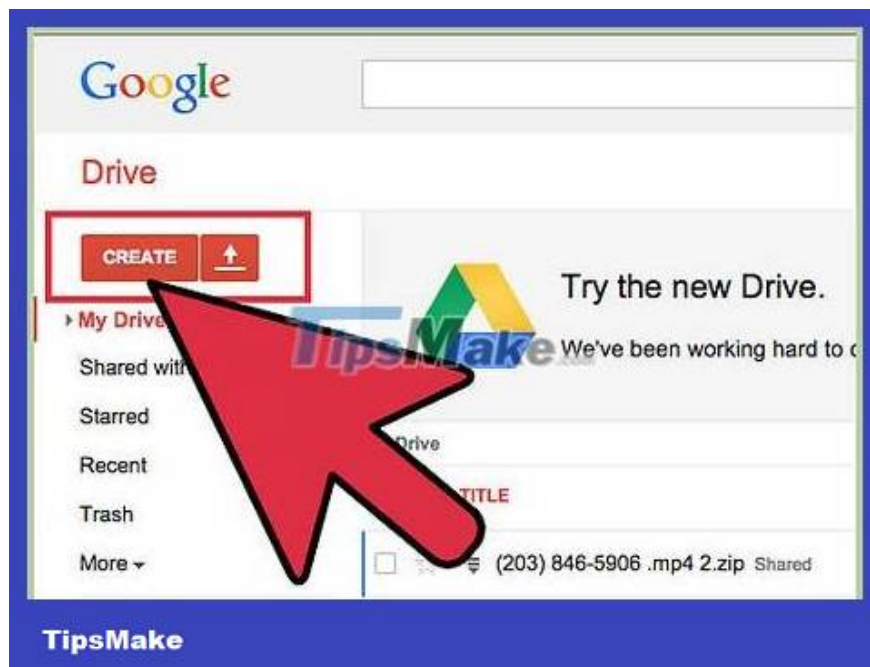 Google
Drive
CREATE
Try the new Drive.
My Drive
We've been working hard to
TipsMake
Shared with
Starred
Drive
Recent
TITLE
Trash
More
(203) 846-5906 .mp4 2.zip Shared
TipsMake